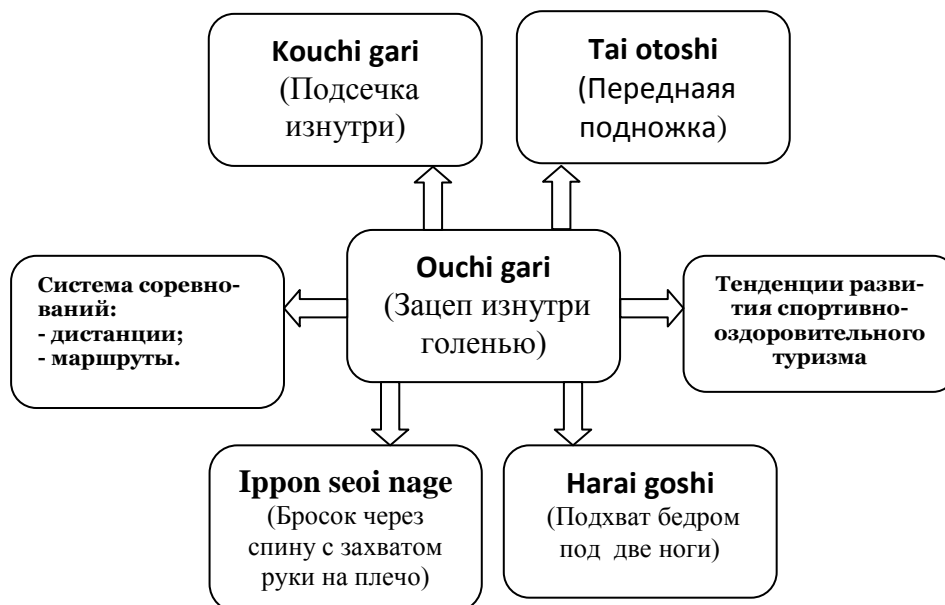 Kouchi gari
(Подсечка
изнутри)
Tai otoshi
(Передняя
подножка)
Система соревно-
ваний:
- дистанции;
- маршруты.
Ouchi gari
(Зацеп изнутри
голенью)
Тенденции разви-
тия спортивно-
оздоровительного
туризма
Ippon seoi nage
(Бросок через
спину с захватом
руки на плечо)
Harai goshi
(Подхват бедром
под две ноги)